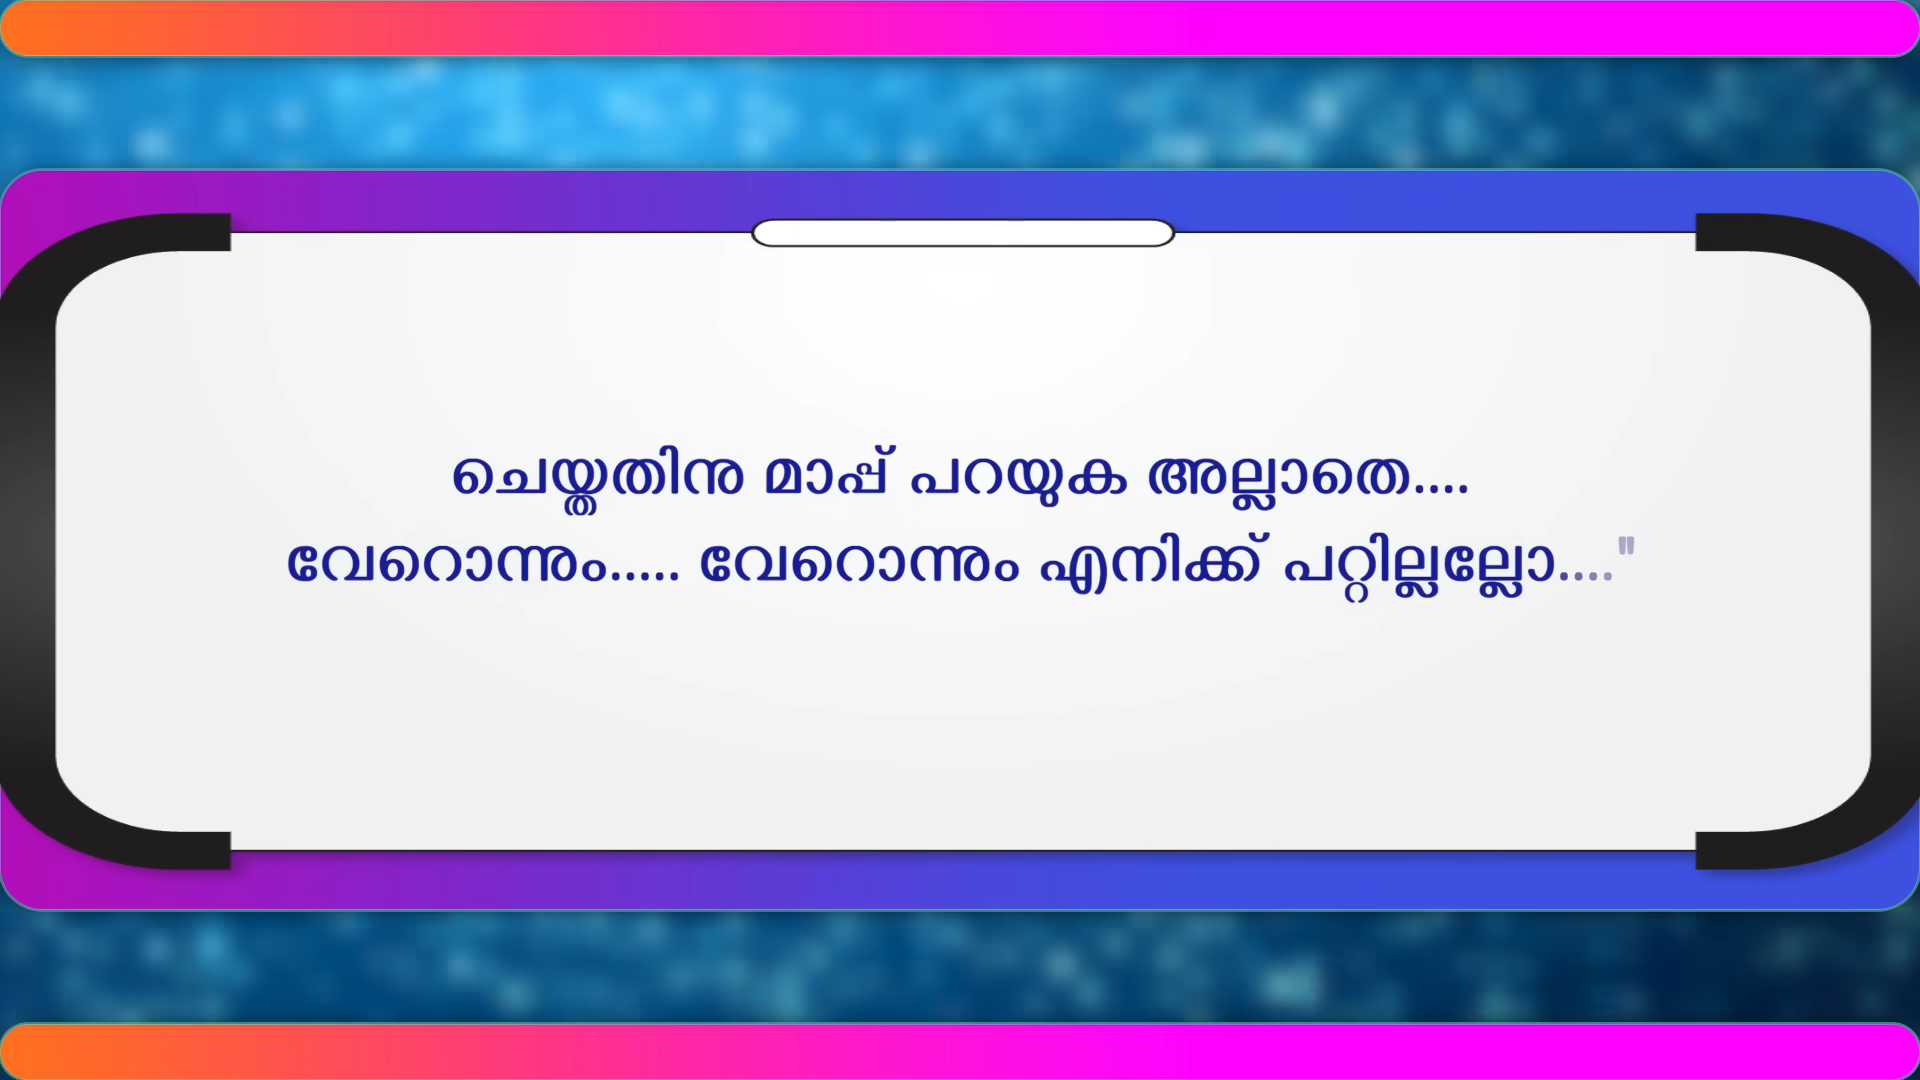 ചെയ്തതിനു മാപ്പ് പറയുക അല്ലാതെ....
വേറൊന്നും..... വേറൊന്നും എനിക്ക് പറ്റില്ലല്ലോ...."